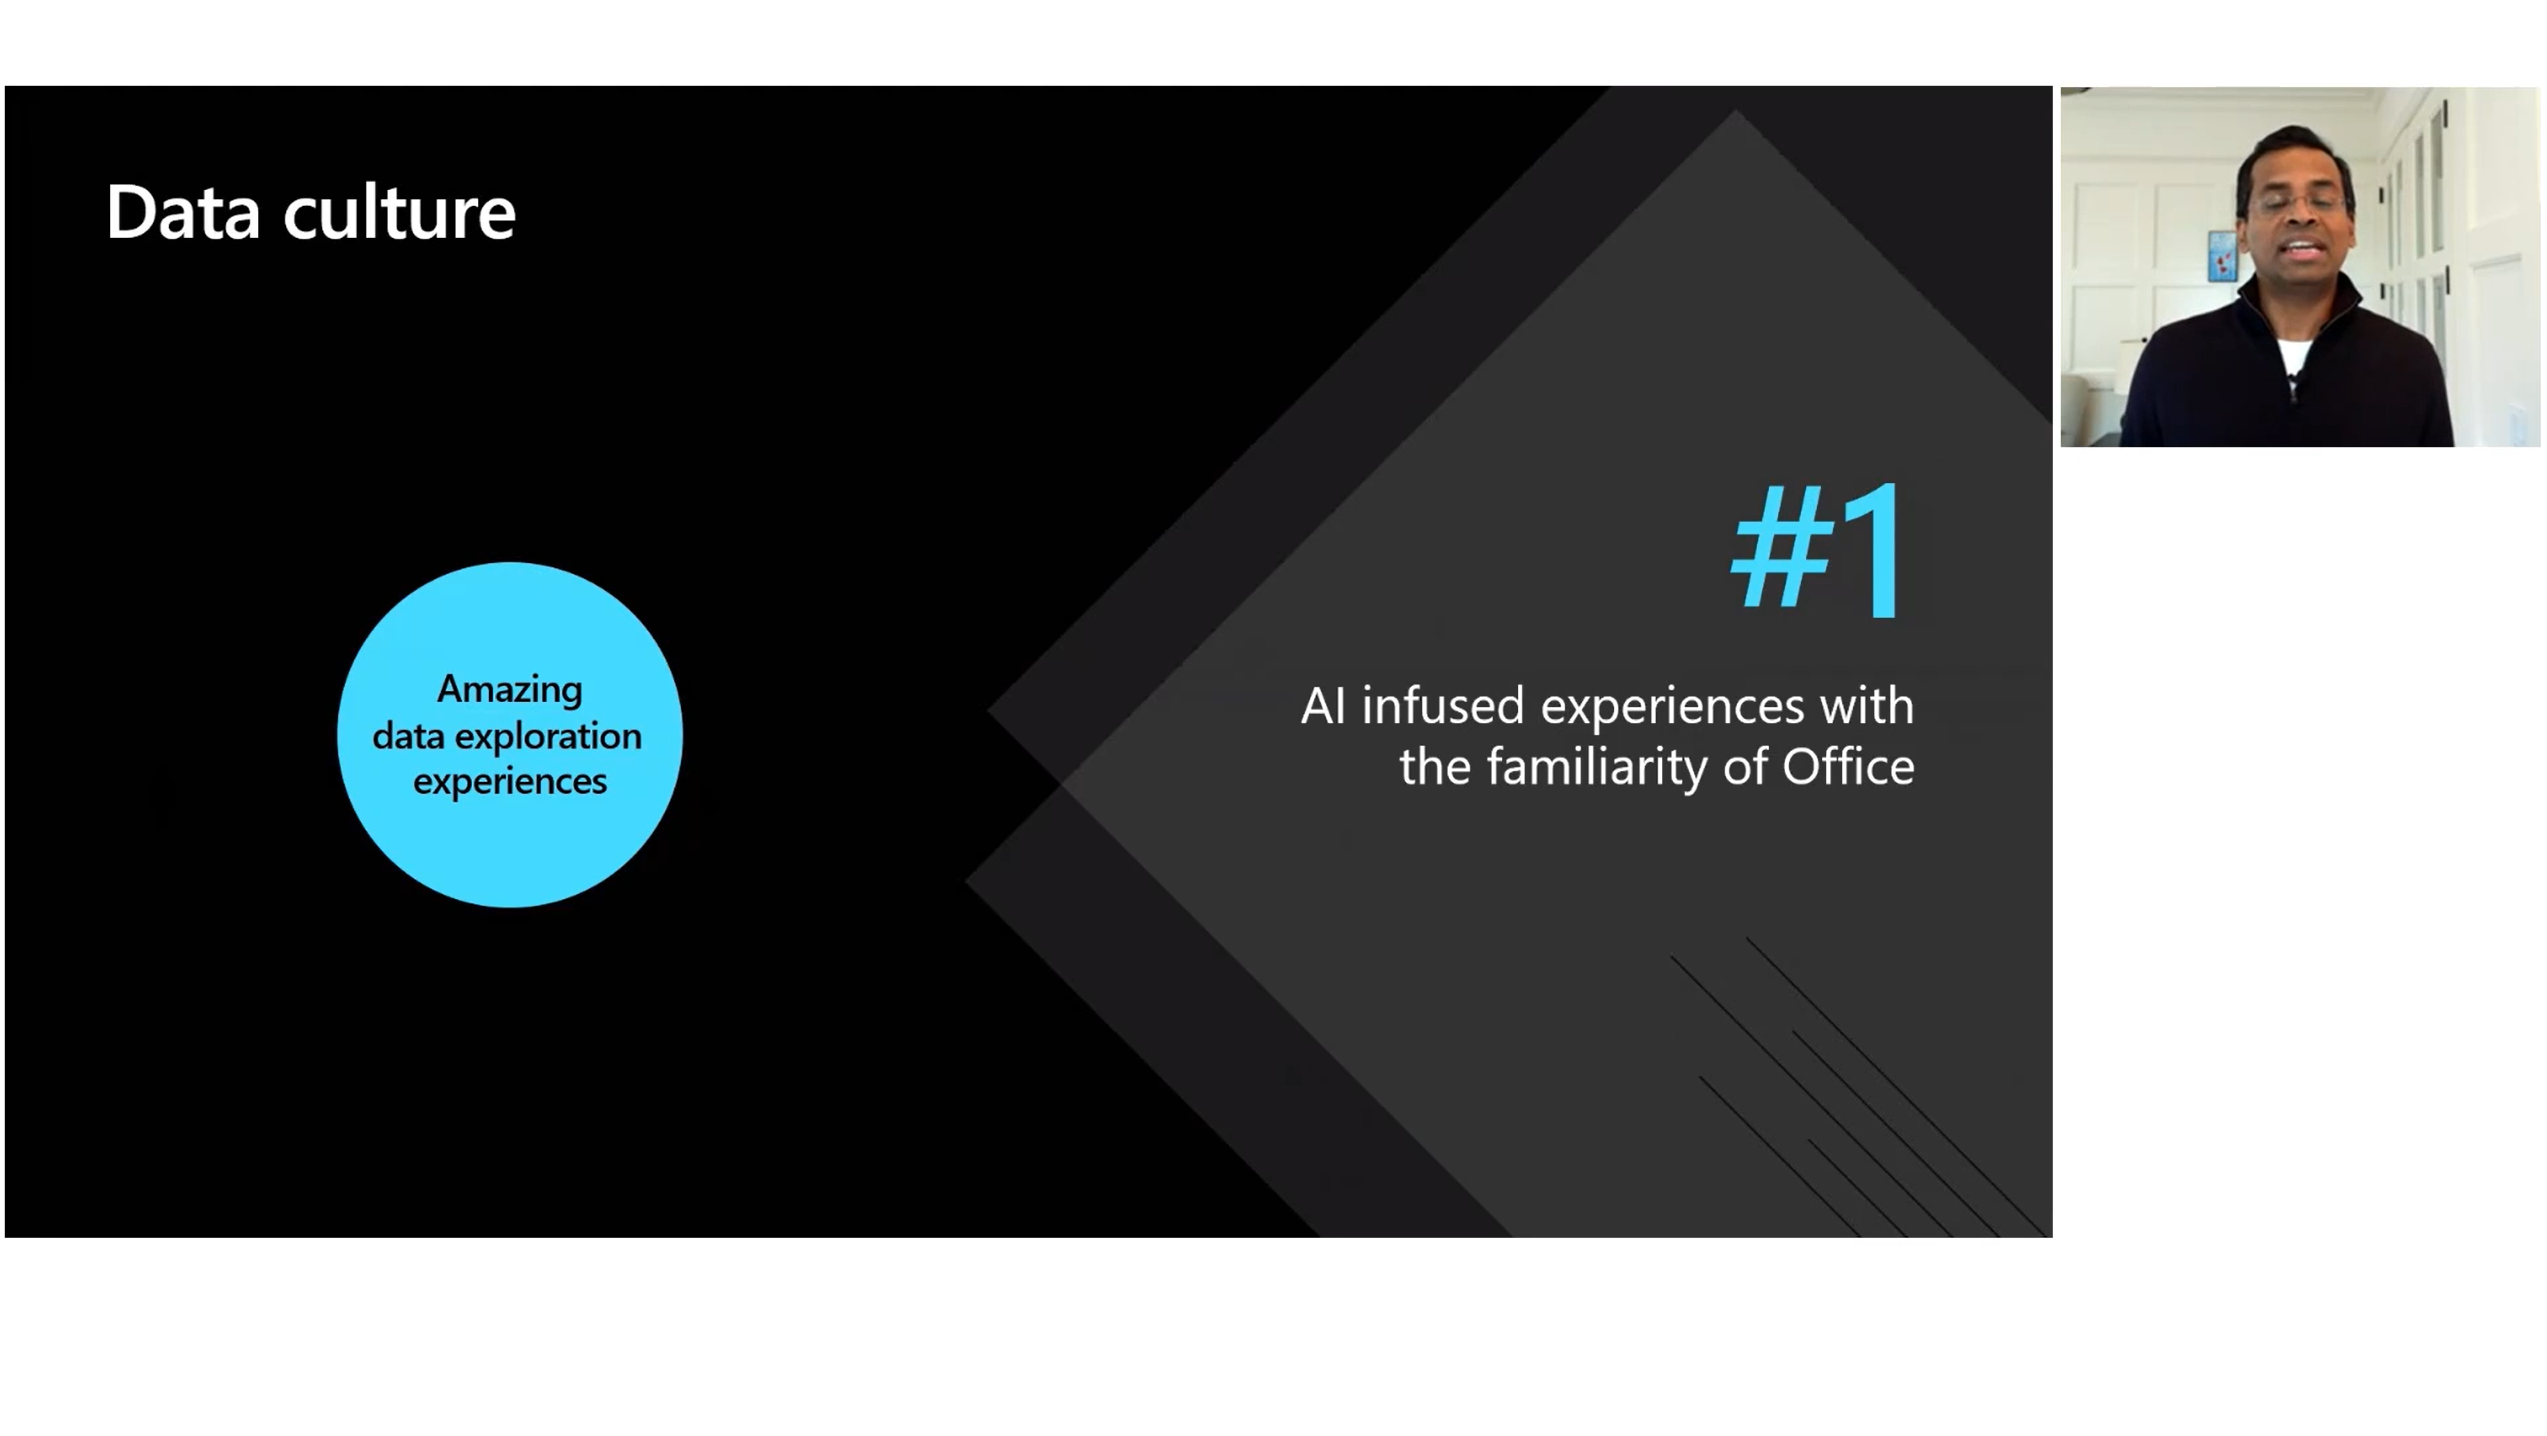 Data culture
Amazing
data exploration
experiences
#1
AI infused experiences with
the familiarity of Office